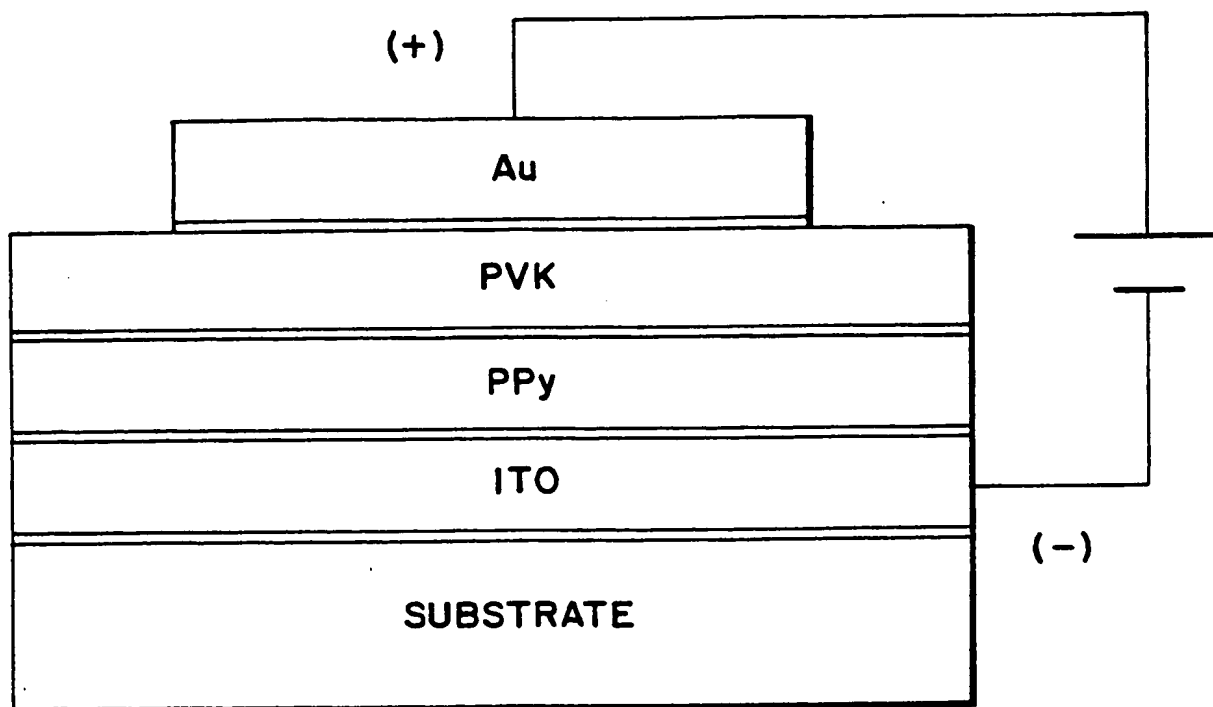 (+)
Au
PVK
PPy
ITO
(-)
SUBSTRATE